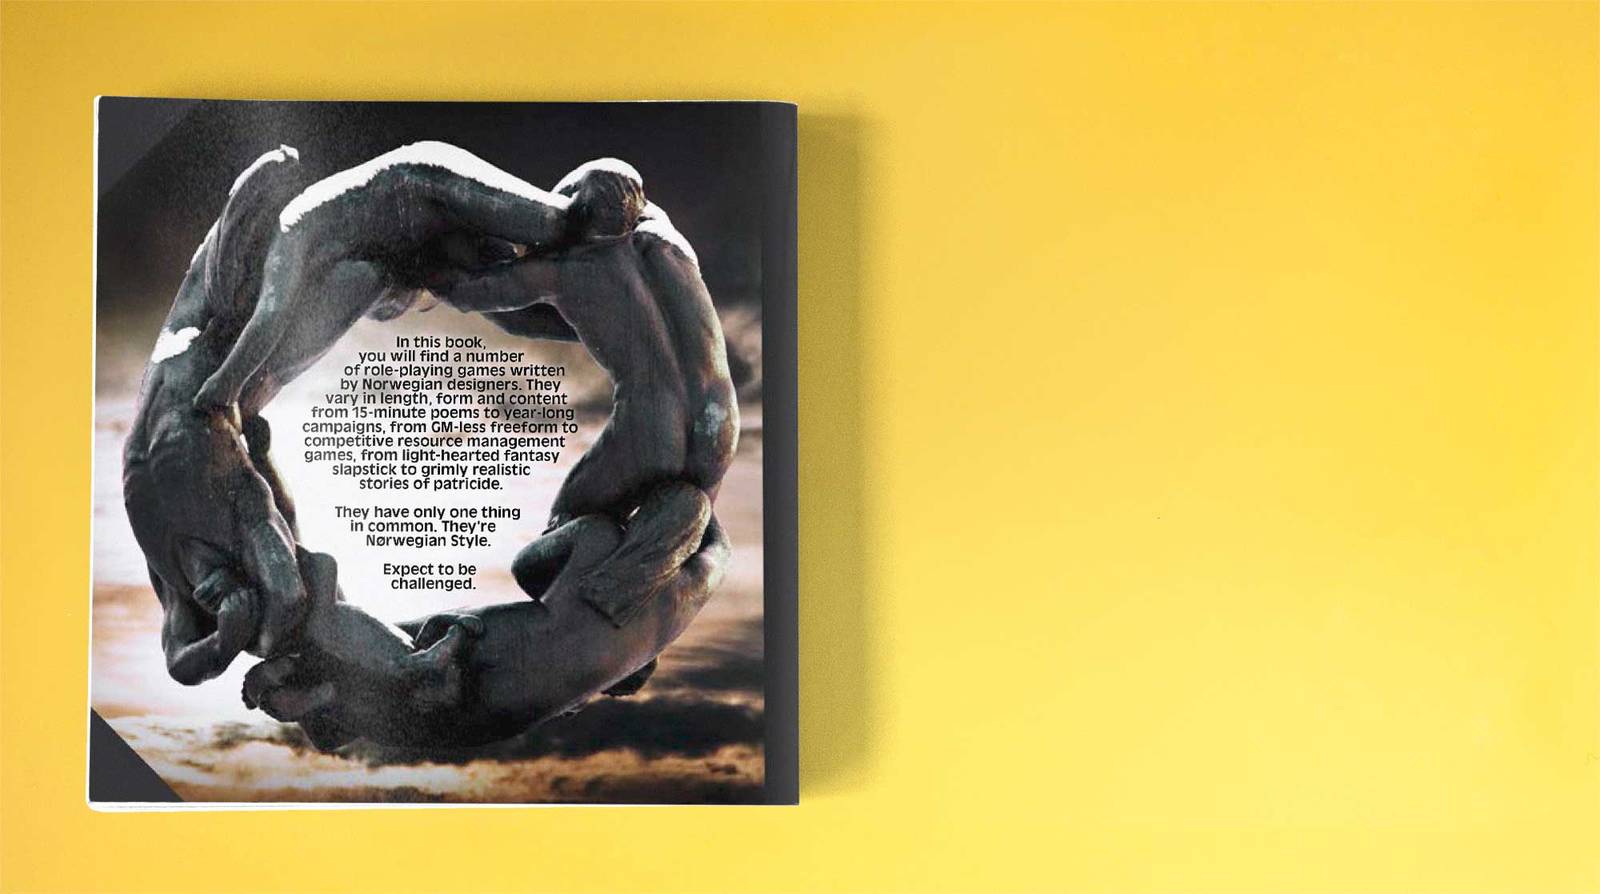 In this book,
you will find a number
of role-playing games written
by Norwegian designers. They
vary in length, form and content
from 15-minute poems to year-long
campaigns, from GM-less freeform to
competitive resource management
games, from light-hearted fantasy
slapstick to grimly realistic
stories of patricide.
They have only one thing
in common. They're
Nørwegian Style.
Expect to be
challenged.